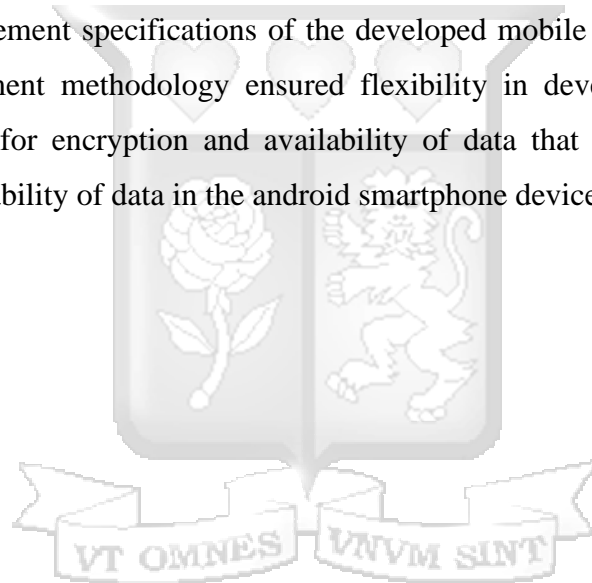 ement specifications of the developed mobile
ent methodology ensured flexibility in deve
for encryption and availability of data that
bility of data in the android smartphone device
VT OMNES VNVM SINT